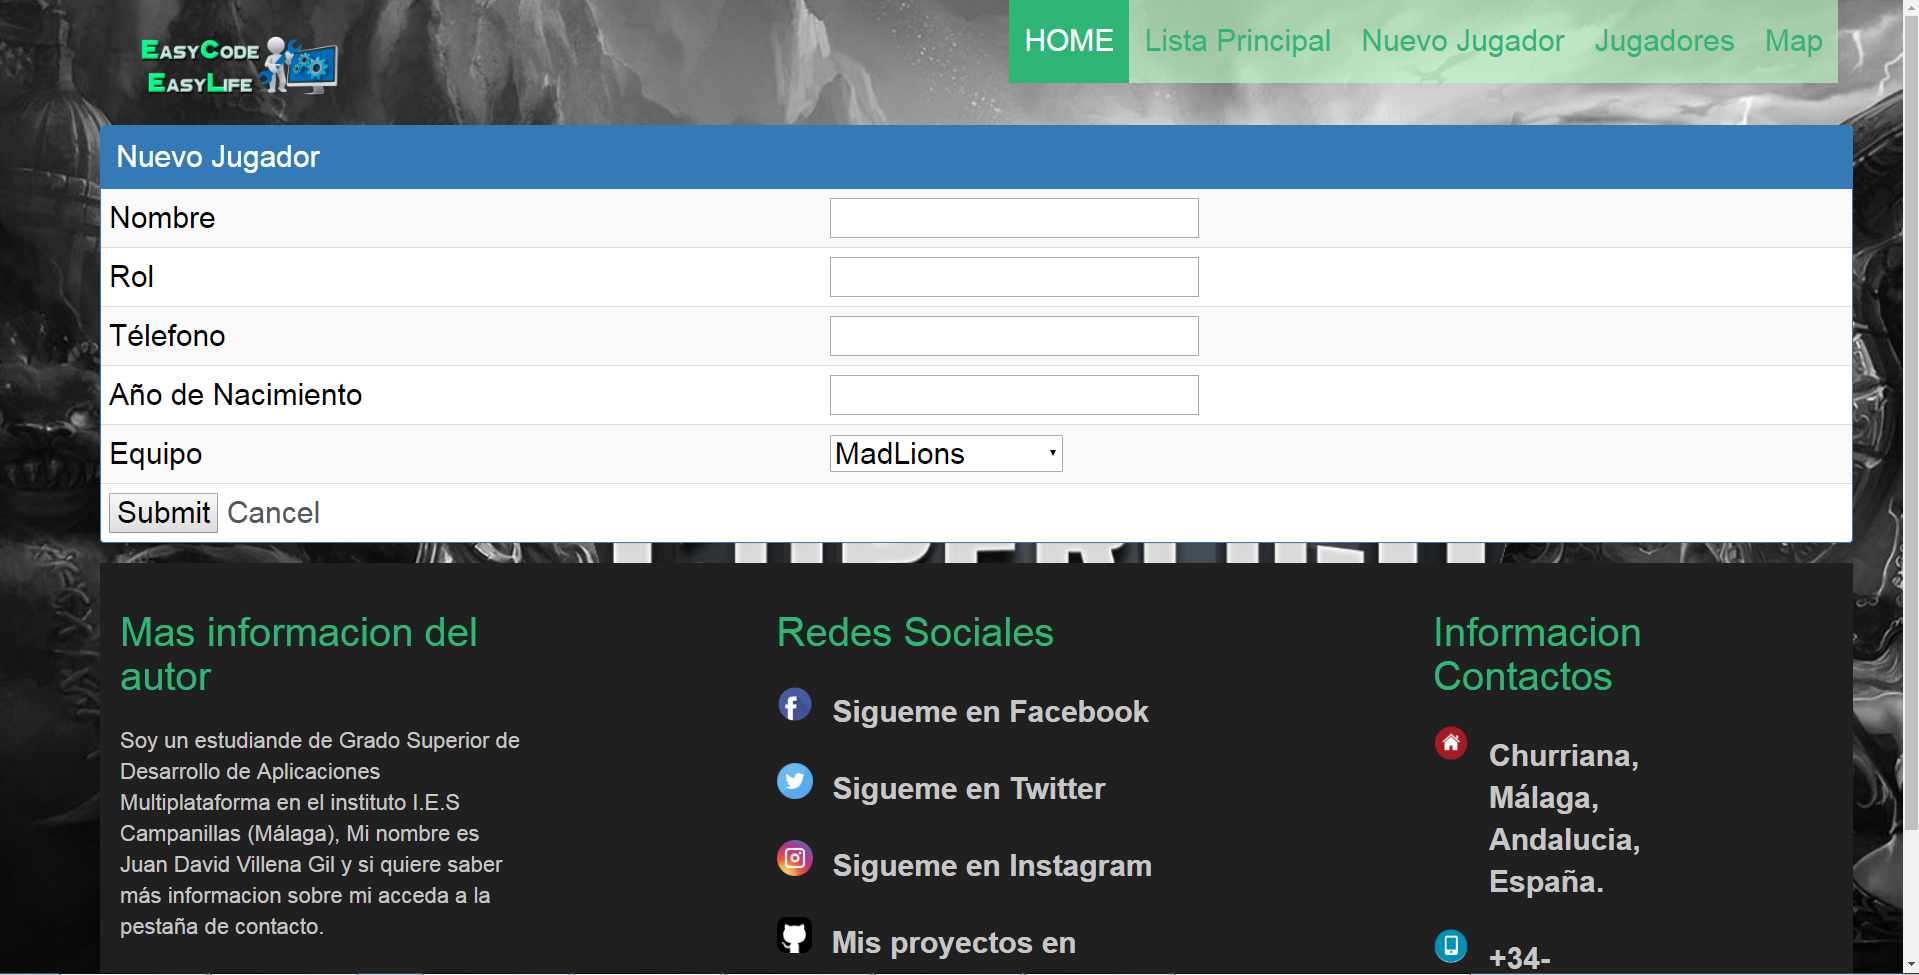 EasyCode
EasyLife
HOME Lista Principal Nuevo Jugador Jugadores Map
Nuevo Jugador
Nombre
Rol
Télefono
Año de Nacimiento
Equipo MadLions
Submit Cancel
Mas informacion del
autor
Soy un estudiande de Grado Superior de
Desarrollo de Aplicaciones
Multiplataforma en el instituto I.E.S
Campanillas (Málaga), Mi nombre es
Juan David Villena Gil y si quiere saber
más informacion sobre mi acceda a la
pestaña de contacto.
Redes Sociales
Sigueme en Facebook
Sigueme en Twitter
Sigueme en Instagram
Mis proyectos en
Informacion
Contactos
Churriana,
Málaga,
Andalucia,
España.
+34-